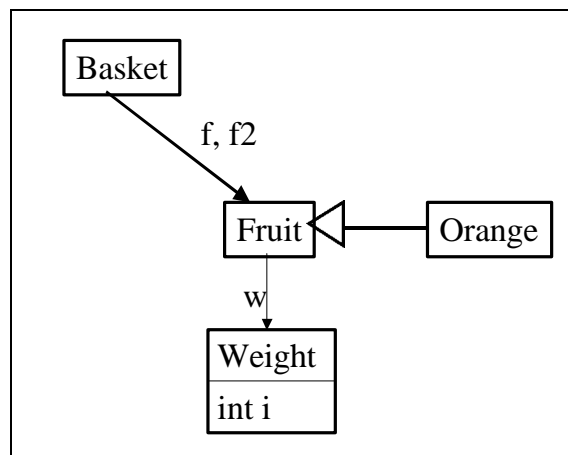 Basket
f, f2
Fruit
Orange
w
Weight
int i